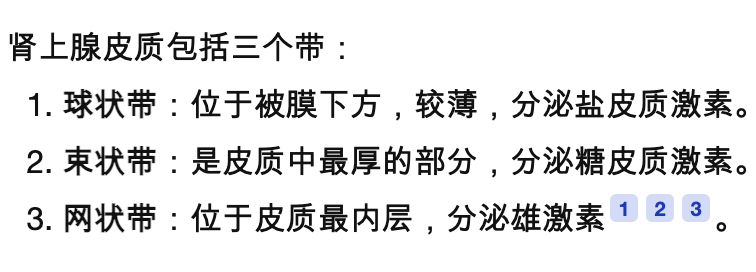 肾上腺皮质包括三个带：
1. 球状带：位于被膜下方，较薄，分泌盐皮质激素。
2. 束状带：是皮质中最厚的部分，分泌糖皮质激素。
3. 网状带：位于皮质最内层，分泌雄激素 1 2 3 。